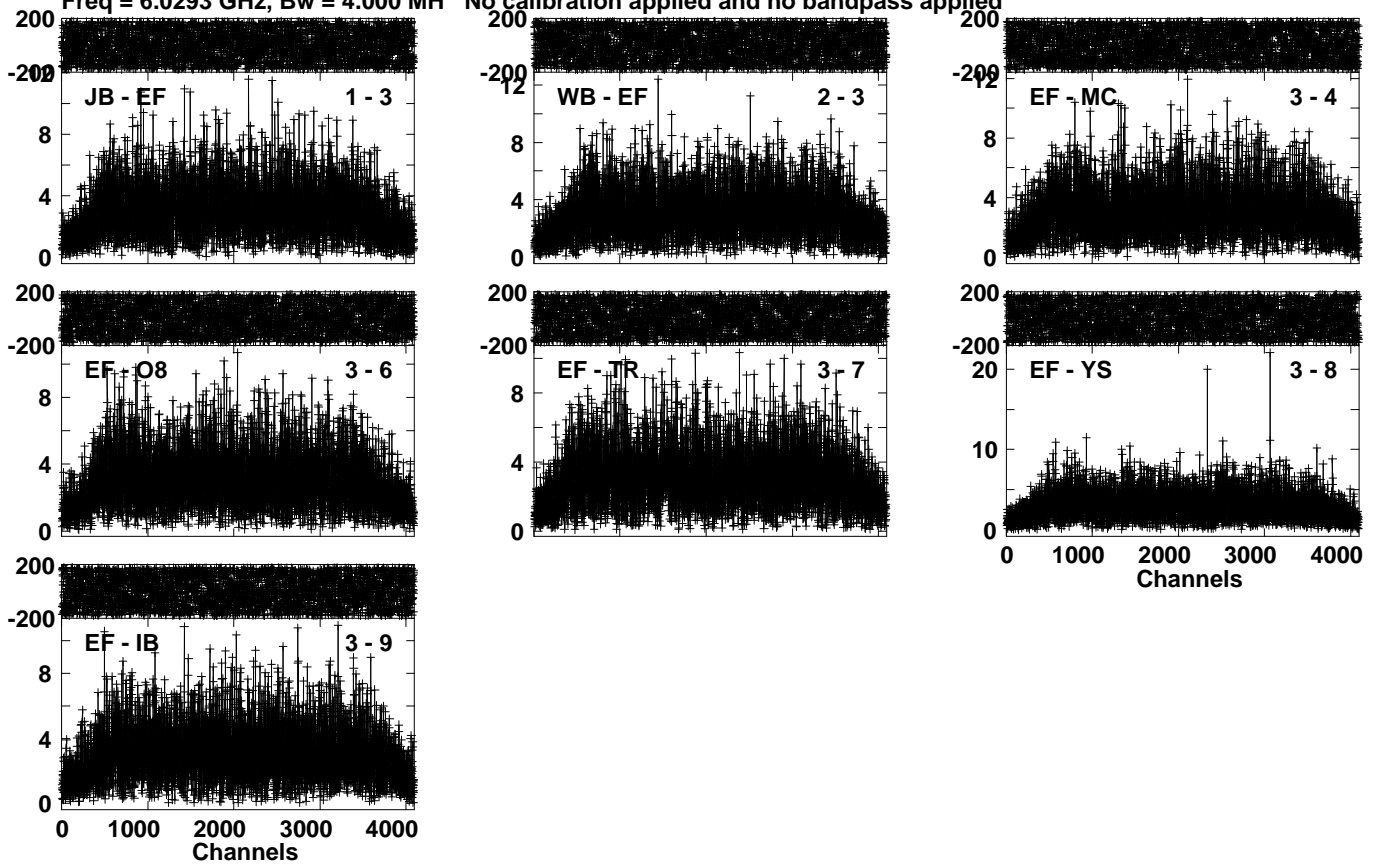 Freq = 6.0293 GHz, Bw = 4.000 MH No calibration applied and no bandpass applied
200 200 200
-200 -200 -200
12 12 12
JB - EF 1 - 3 WB - EF 2 - 3 EF - MC 3 - 4
8 8 8
4 4 4
0 0 0
200 200 200
-200 -200 -200
EF - O8 3 - 6 EF - TR 3 - 7 EF - YS 3 - 8
8 8 20
4 4 10
0 0 0
0 1000 2000 3000 4000
Channels
200
-200
EF - IB 3 - 9
8
4
0
0 1000 2000 3000 4000
Channels